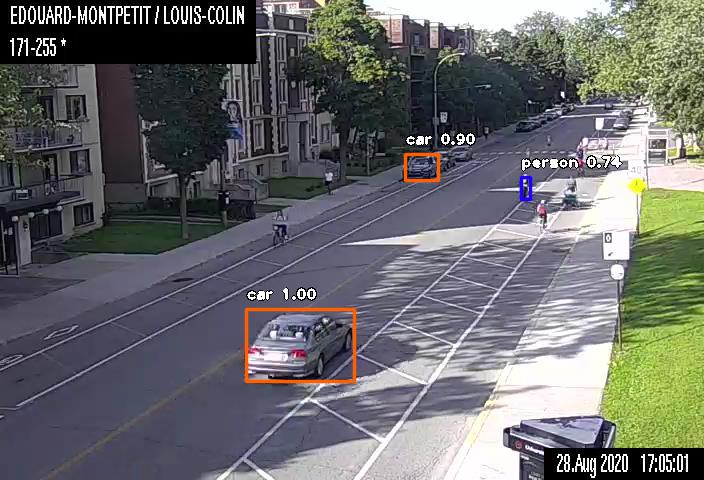 EDOUARD-MONTPETIT / LOUIS-COLIN
171-255 *
car 0.90
person 0.74
40
car 1.00
28.Aug 2020 17:05:01